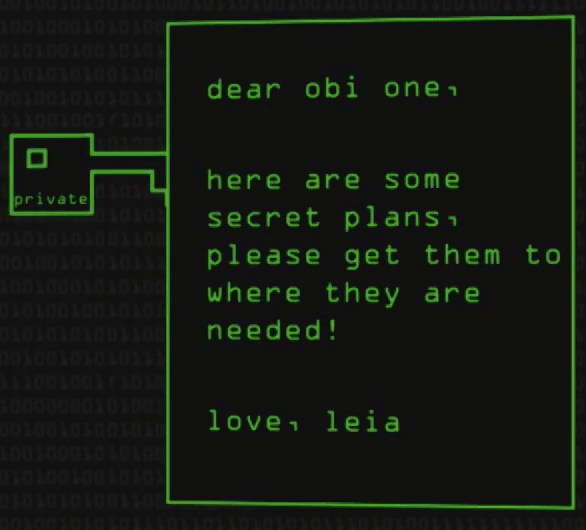 private
dear obi one,
here are some
secret plans,
please get them to
where they are
needed!
love, leia